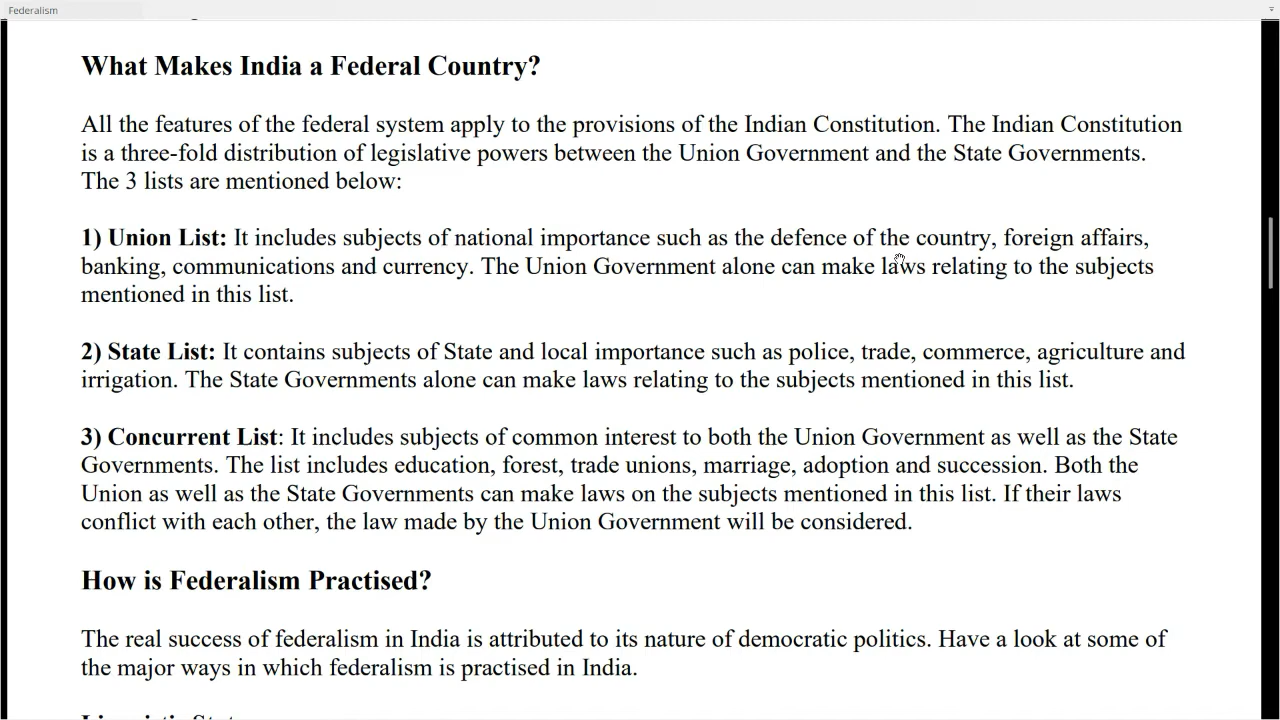 Federalism
What Makes India a Federal Country?
All the features of the federal system apply to the provisions of the Indian Constitution. The Indian Constitution
is a three-fold distribution of legislative powers between the Union Government and the State Governments.
The 3 lists are mentioned below:
1) Union List: It includes subjects of national importance such as the defence of the country, foreign affairs,
banking, communications and currency. The Union Government alone can make laws relating to the subjects
mentioned in this list.
2) State List: It contains subjects of State and local importance such as police, trade, commerce, agriculture and
irrigation. The State Governments alone can make laws relating to the subjects mentioned in this list.
3) Concurrent List: It includes subjects of common interest to both the Union Government as well as the State
Governments. The list includes education, forest, trade unions, marriage, adoption and succession. Both the
Union as well as the State Governments can make laws on the subjects mentioned in this list. If their laws
conflict with each other, the law made by the Union Government will be considered.
How is Federalism Practised?
The real success of federalism in India is attributed to its nature of democratic politics. Have a look at some of
the major ways in which federalism is practised in India.